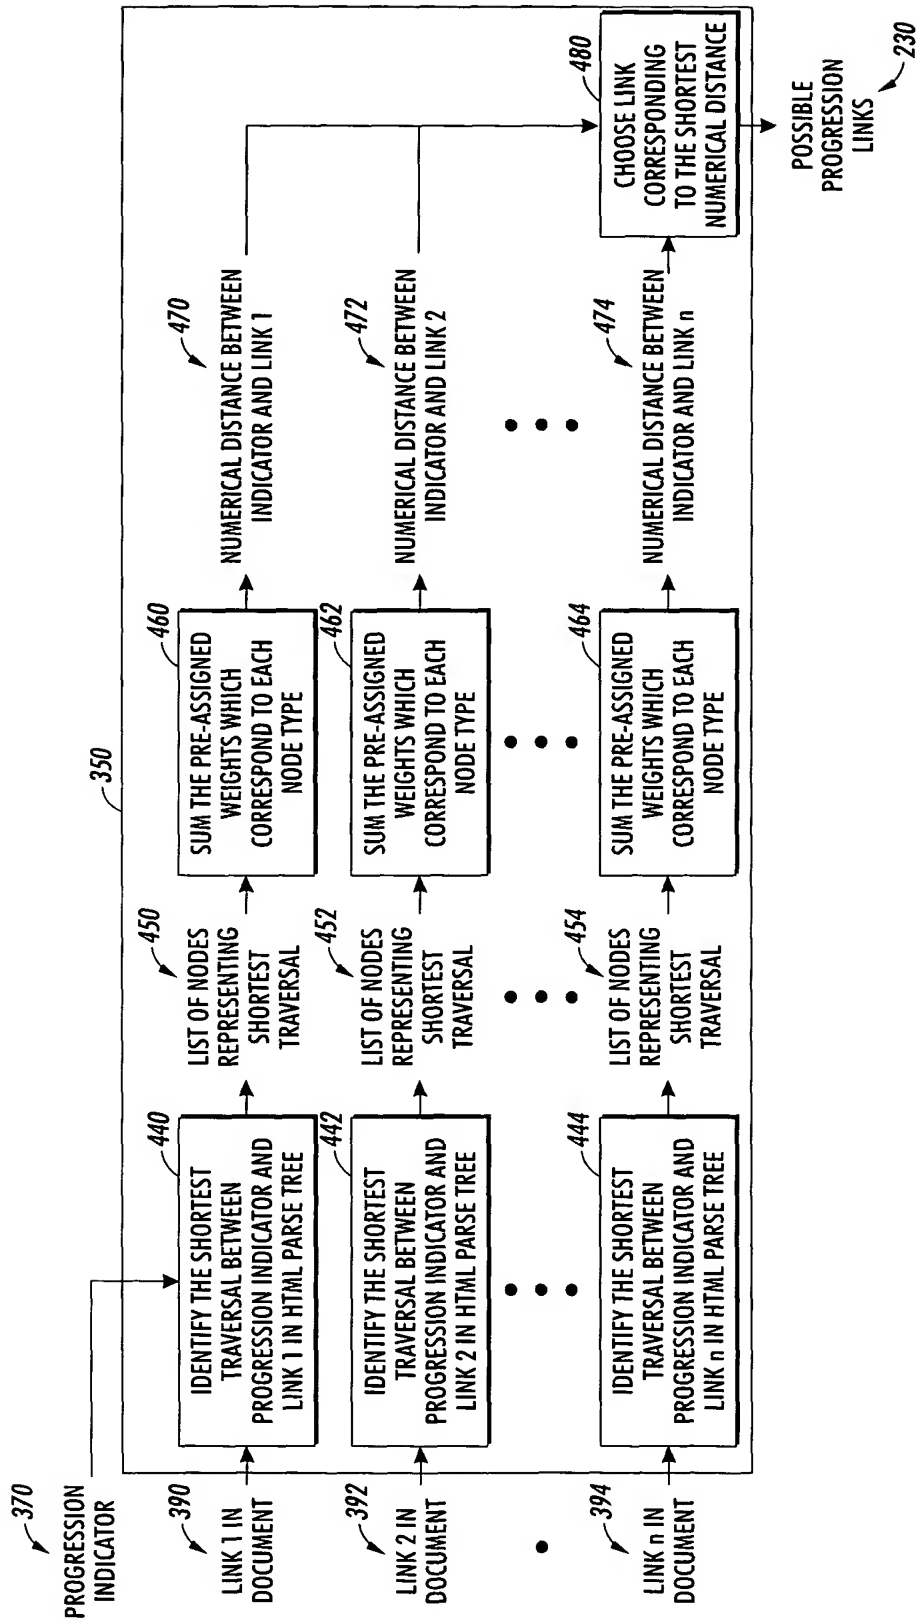 350
370
PROGRESSION
INDICATOR
390
LINK 1 IN
DOCUMENT
440
IDENTIFY THE SHORTEST
TRAVERSAL BETWEEN
PROGRESSION INDICATOR AND
LINK 1 IN HTML PARSE TREE
450
LIST OF NODES
REPRESENTING
SHORTEST
TRAVERSAL
460
SUM THE PRE-ASSIGNED
WEIGHTS WHICH
CORRESPOND TO EACH
NODE TYPE
470
NUMERICAL DISTANCE BETWEEN
INDICATOR AND LINK 1
392
LINK 2 IN
DOCUMENT
442
IDENTIFY THE SHORTEST
TRAVERSAL BETWEEN
PROGRESSION INDICATOR AND
LINK 2 IN HTML PARSE TREE
452
LIST OF NODES
REPRESENTING
SHORTEST
TRAVERSAL
462
SUM THE PRE-ASSIGNED
WEIGHTS WHICH
CORRESPOND TO EACH
NODE TYPE
472
NUMERICAL DISTANCE BETWEEN
INDICATOR AND LINK 2
394
LINK n IN
DOCUMENT
444
IDENTIFY THE SHORTEST
TRAVERSAL BETWEEN
PROGRESSION INDICATOR AND
LINK n IN HTML PARSE TREE
454
LIST OF NODES
REPRESENTING
SHORTEST
TRAVERSAL
464
SUM THE PRE-ASSIGNED
WEIGHTS WHICH
CORRESPOND TO EACH
NODE TYPE
474
NUMERICAL DISTANCE BETWEEN
INDICATOR AND LINK n
480
CHOOSE LINK
CORRESPONDING
TO THE SHORTEST
NUMERICAL DISTANCE
POSSIBLE
PROGRESSION
LINKS
230